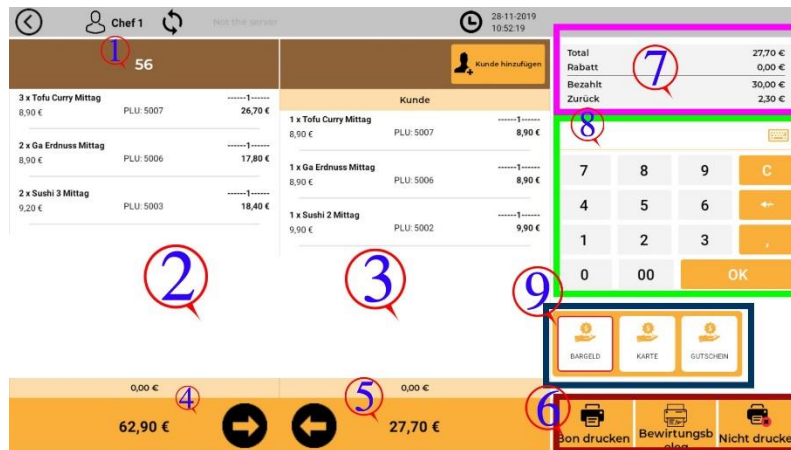 Chef 1
Not the server
28-11-2019
10:52:19
1
56
Kunde hinzufügen
3 x Tofu Curry Mittag ------1------
8,90 € PLU: 5007 26,70 €
2 x Ga Erdnuss Mittag ------1------
8,90 € PLU: 5006 17,80 €
2 x Sushi 3 Mittag ------1------
9,20 € PLU: 5003 18,40 €
2
0,00 €
4
62,90 €
Kunde
1 x Tofu Curry Mittag ------1------
8,90 € PLU: 5007 8,90 €
1 x Ga Erdnuss Mittag ------1------
8,90 € PLU: 5006 8,90 €
1 x Sushi 2 Mittag ------1------
9,90 € PLU: 5002 9,90 €
3
5
0,00 €
27,70 €
Total 27,70 €
Rabatt 0,00 €
7
Bezahlt 30,00 €
Zurück 2,30 €
8
7 8 9 C
4 5 6
1 2 3 ,
0 00 OK
9
BARGELD KARTE GUTSCHEIN
6
Bon drucken Bewirtungsb Nicht drucke
eleg